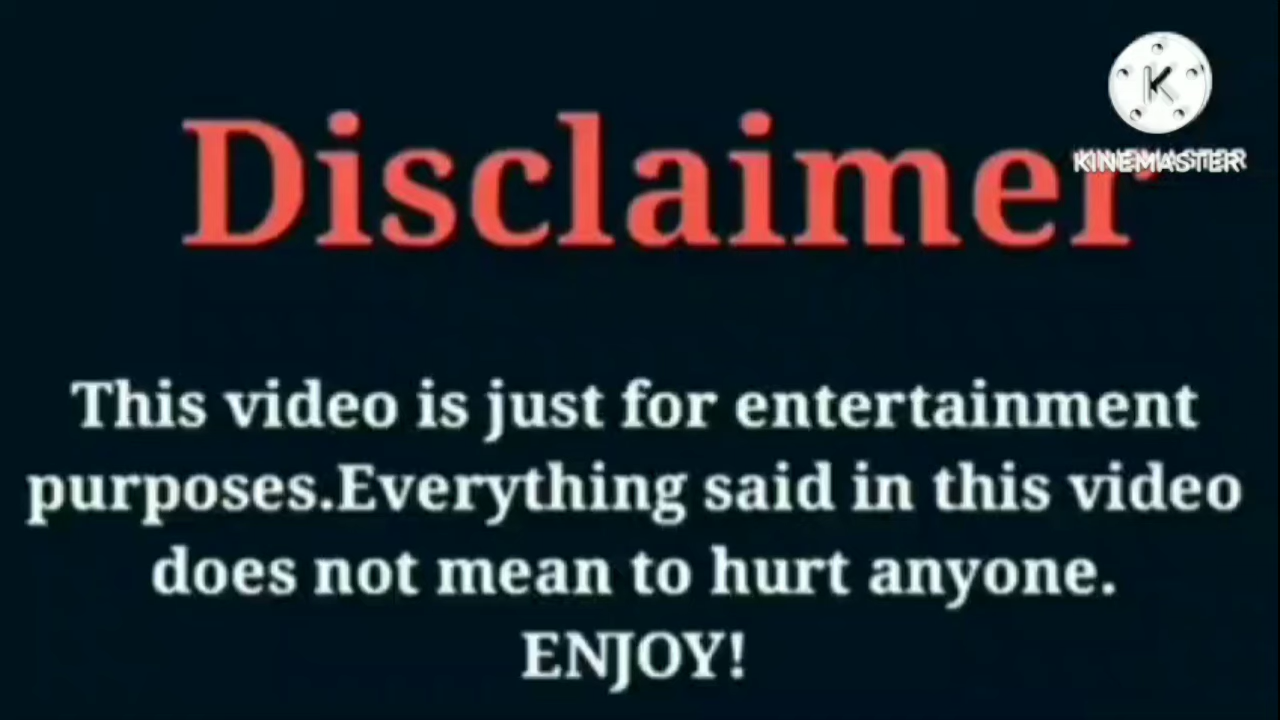 K
KINEMASTER
Disclaimer
This video is just for entertainment
purposes.Everything said in this video
does not mean to hurt anyone.
ENJOY!